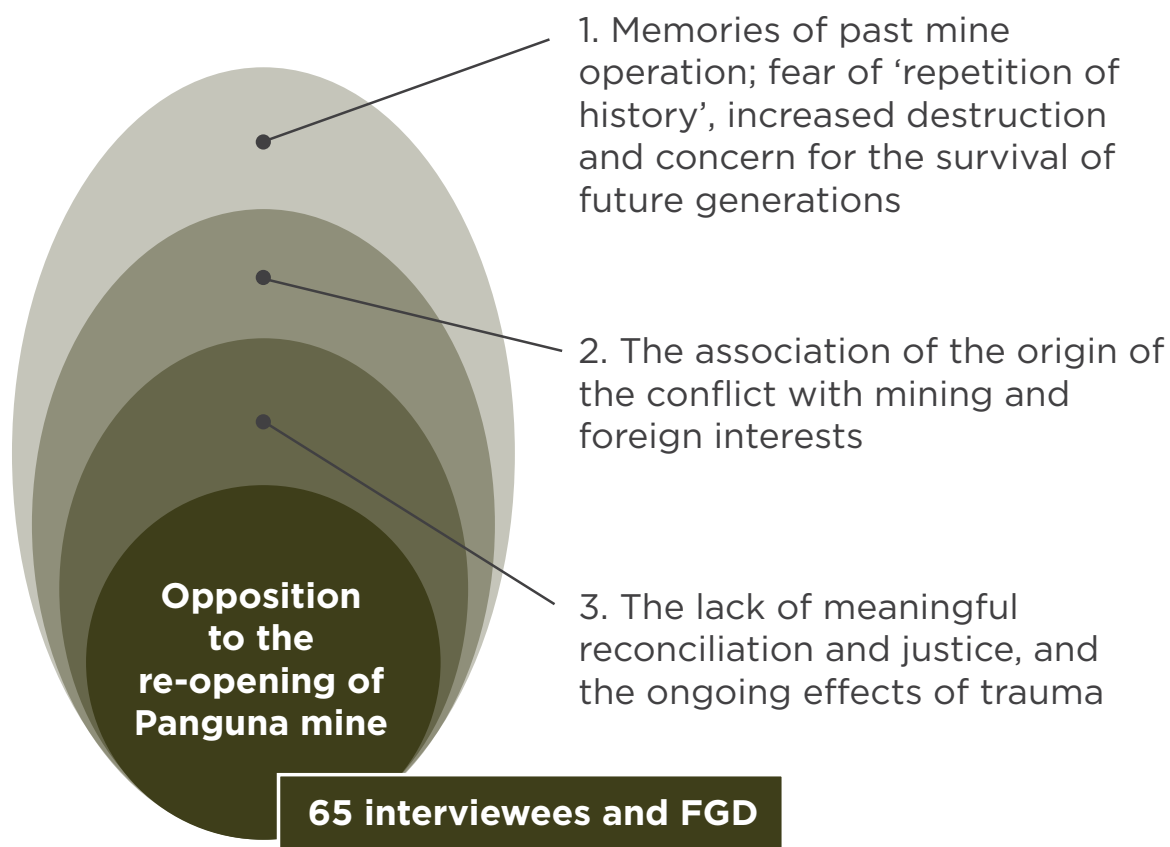 1. Memories of past mine
operation; fear of ‘repetition of
history’, increased destruction
and concern for the survival of
future generations
2. The association of the origin of
the conflict with mining and
foreign interests
3. The lack of meaningful
reconciliation and justice, and
the ongoing effects of trauma
Opposition
to the
re-opening of
Panguna mine
65 interviewees and FGD